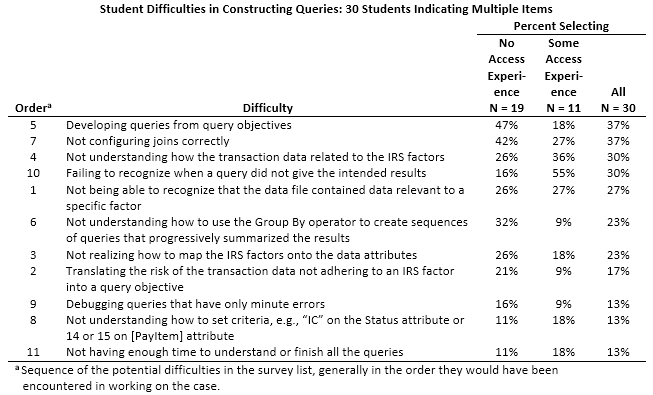 Student Difficulties in Constructing Queries: 30 Students Indicating Multiple Items
Percent Selecting
No Some
Access Access
Experi- Experi-
ence ence All
Orderᵃ Difficulty N = 19 N = 11 N = 30
5 Developing queries from query objectives 47% 18% 37%
7 Not configuring joins correctly 42% 27% 37%
4 Not understanding how the transaction data related to the IRS factors 26% 36% 30%
10 Failing to recognize when a query did not give the intended results 16% 55% 30%
1 Not being able to recognize that the data file contained data relevant to a 26% 27% 27%
specific factor
6 Not understanding how to use the Group By operator to create sequences 32% 9% 23%
of queries that progressively summarized the results
3 Not realizing how to map the IRS factors onto the data attributes 26% 18% 23%
2 Translating the risk of the transaction data not adhering to an IRS factor 21% 9% 17%
into a query objective
9 Debugging queries that have only minute errors 16% 9% 13%
8 Not understanding how to set criteria, e.g., “IC” on the Status attribute or 11% 18% 13%
14 or 15 on [PayItem] attribute
11 Not having enough time to understand or finish all the queries 11% 18% 13%
ᵃ Sequence of the potential difficulties in the survey list, generally in the order they would have been
encountered in working on the case.